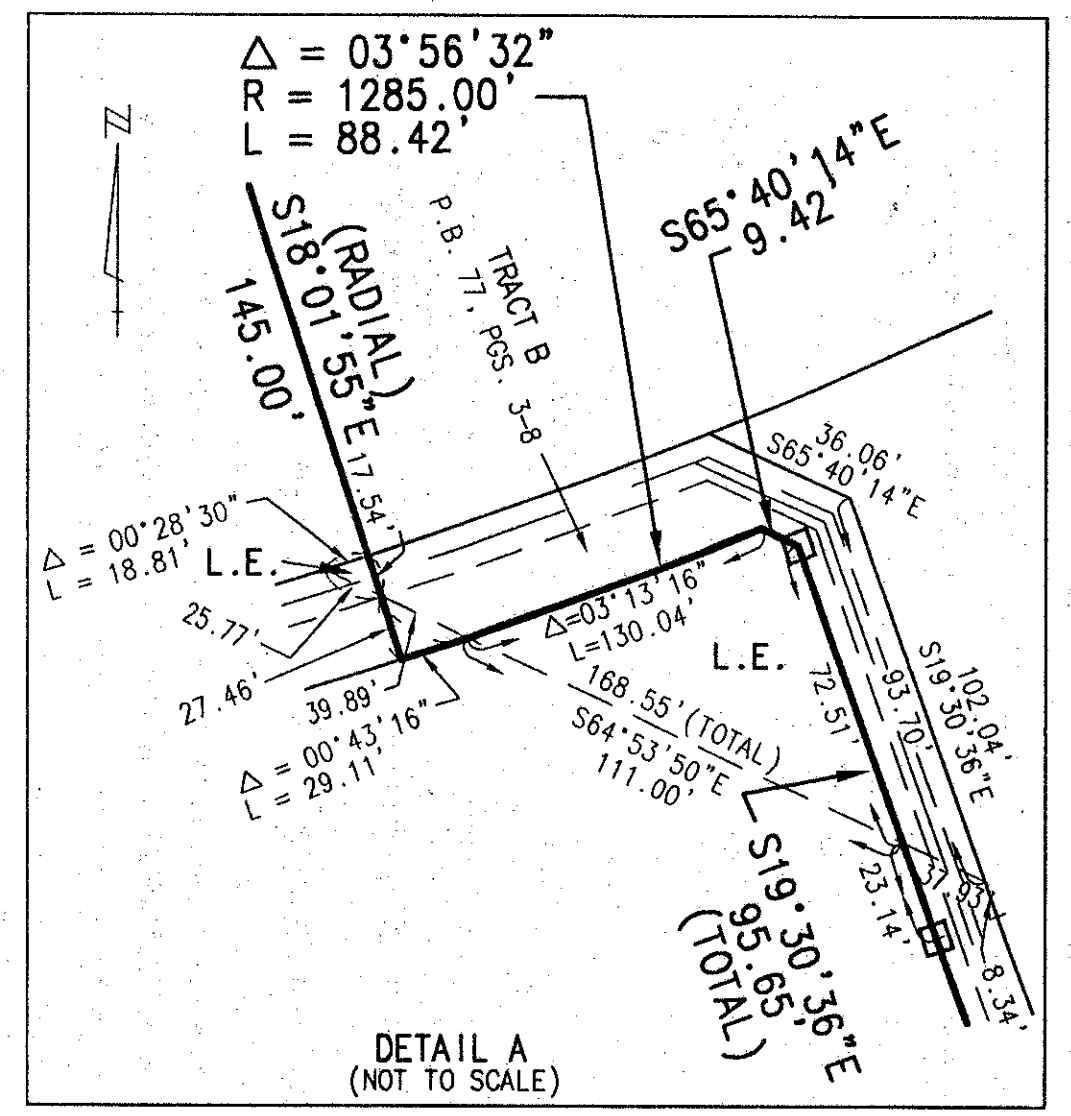 Δ = 03°56'32"
R = 1285.00'
L = 88.42'
N
S65°40'14"E
9.42'
(RADIAL)
S18°01'55"E
145.00'
TRACT B
P.B. 77, PGS. 3-8
17.54'
36.06'
S65°40'14"E
Δ = 00°28'30"
L = 18.81'
L.E.
25.77'
27.46'
39.89'
Δ = 00°43'16"
L = 29.11'
Δ=03°13'16"
L=130.04'
L.E.
168.55'(TOTAL)
S64°53'50"E
111.00'
72.51'
93.70'
102.04'
S19°30'36"E
S19°30'36"E
95.65'
(TOTAL)
23.14'
8.34'
DETAIL A
(NOT TO SCALE)